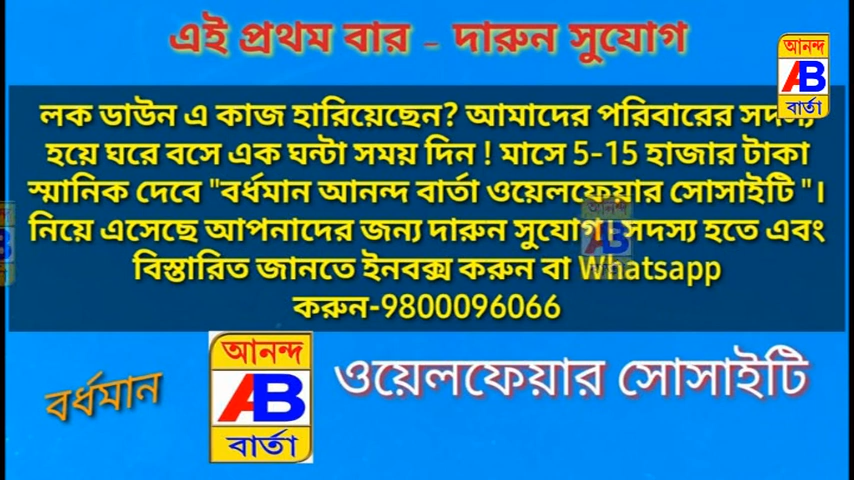 এই প্রথম বার - দারুন সুযোগ
আনন্দ
AB
বার্তা
লক ডাউন এ কাজ হারিয়েছেন? আমাদের পরিবারের সদস্য
হয়ে ঘরে বসে এক ঘন্টা সময় দিন ! মাসে 5-15 হাজার টাকা
স্মানিক দেবে "বর্ধমান আনন্দ বার্তা ওয়েলফেয়ার সোসাইটি "।
নিয়ে এসেছে আপনাদের জন্য দারুন সুযোগ। সদস্য হতে এবং
বিস্তারিত জানতে ইনবক্স করুন বা Whatsapp
করুন-9800096066
বর্ধমান
আনন্দ
AB
বার্তা
ওয়েলফেয়ার সোসাইটি